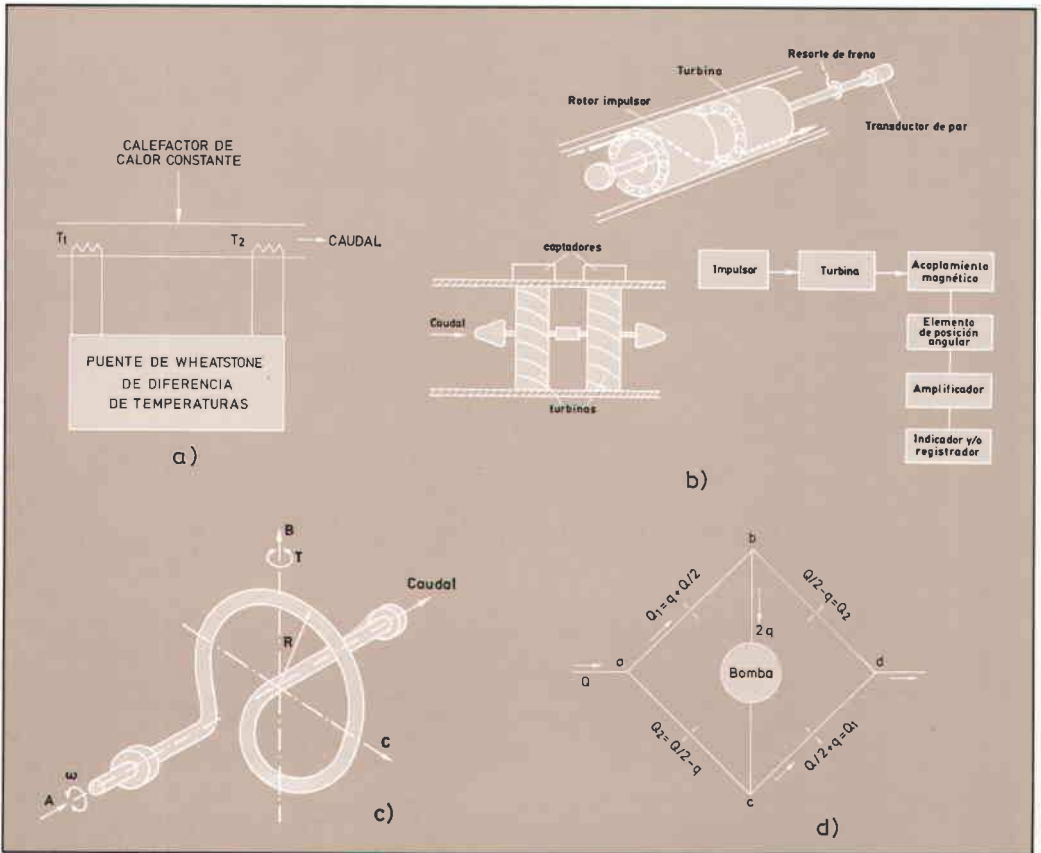 CALEFACTOR DE
CALOR CONSTANTE
T1
T2
CAUDAL
PUENTE DE WHEATSTONE
DE DIFERENCIA
DE TEMPERATURAS
a)
Resorte de freno
Turbina
Rotor impulsor
Transductor de par
captadores
Caudal
turbinas
Impulsor
Turbina
Acoplamiento
magnético
Elemento
de posición
angular
Amplificador
Indicador y/o
registrador
b)
B
T
Caudal
R
C
ω
A
c)
b
Q1=q+Q/2
Q/2-q=Q2
2q
a
d
Q
Bomba
Q2=Q/2-q
Q/2+q=Q1
c
d)